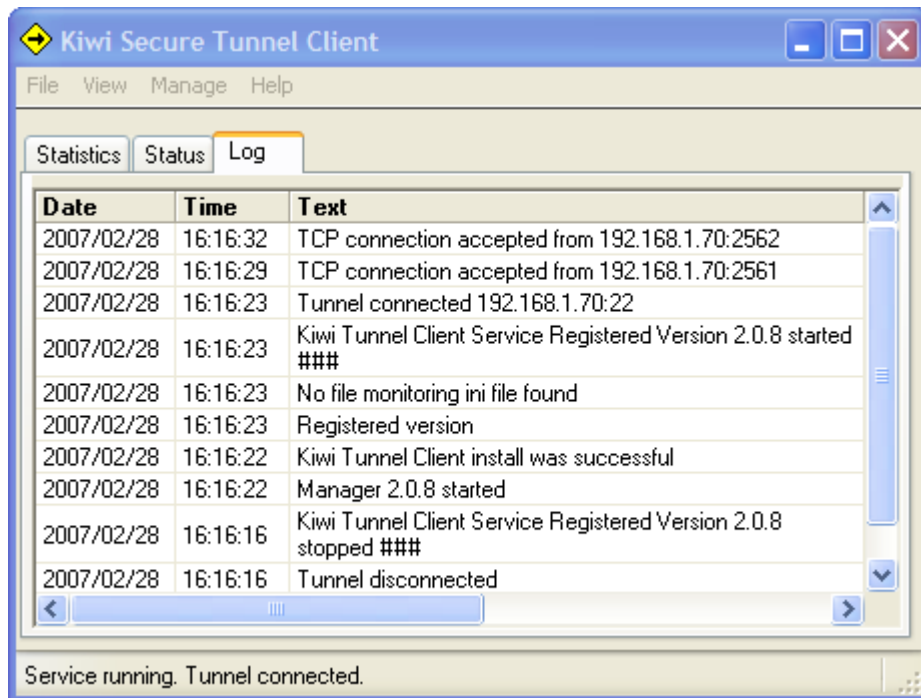 Kiwi Secure Tunnel Client
File View Manage Help
Statistics Status Log
Date Time Text
2007/02/28 16:16:32 TCP connection accepted from 192.168.1.70:2562
2007/02/28 16:16:29 TCP connection accepted from 192.168.1.70:2561
2007/02/28 16:16:23 Tunnel connected 192.168.1.70:22
2007/02/28 16:16:23 Kiwi Tunnel Client Service Registered Version 2.0.8 started
###
2007/02/28 16:16:23 No file monitoring ini file found
2007/02/28 16:16:23 Registered version
2007/02/28 16:16:22 Kiwi Tunnel Client install was successful
2007/02/28 16:16:22 Manager 2.0.8 started
2007/02/28 16:16:16 Kiwi Tunnel Client Service Registered Version 2.0.8
stopped ###
2007/02/28 16:16:16 Tunnel disconnected
Service running. Tunnel connected.